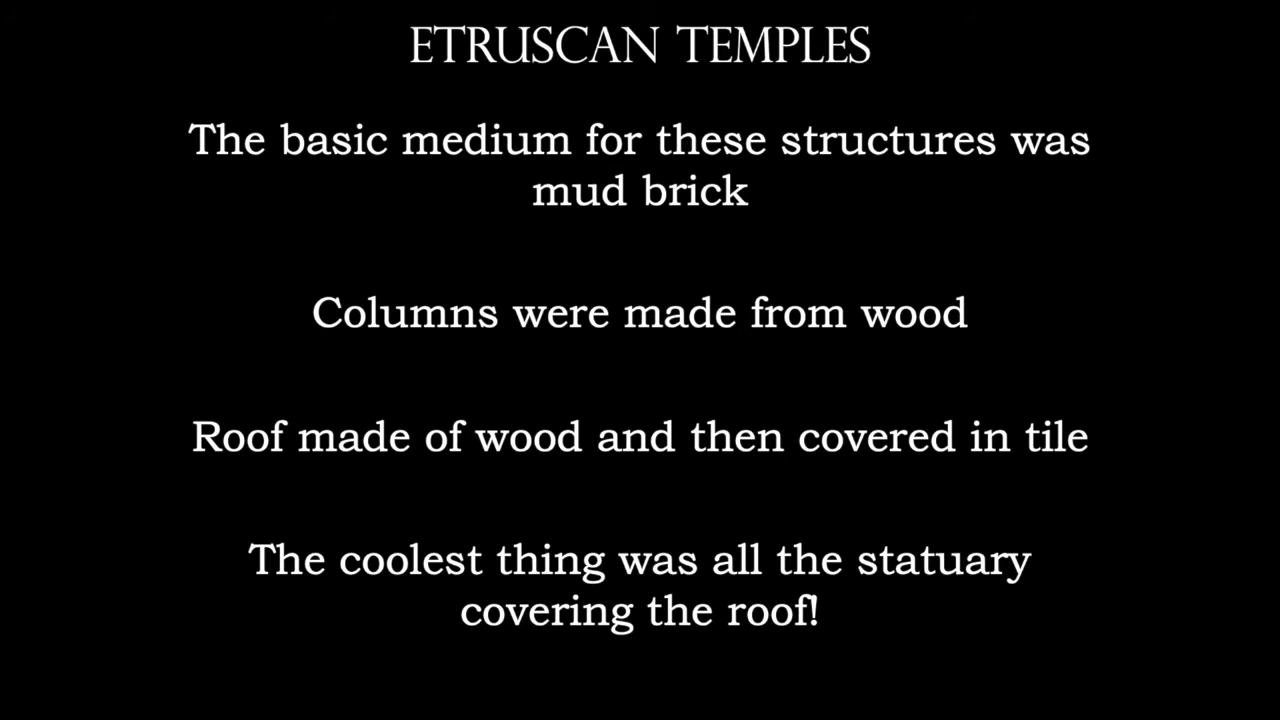 ETRUSCAN TEMPLES
The basic medium for these structures was
mud brick
Columns were made from wood
Roof made of wood and then covered in tile
The coolest thing was all the statuary
covering the roof!